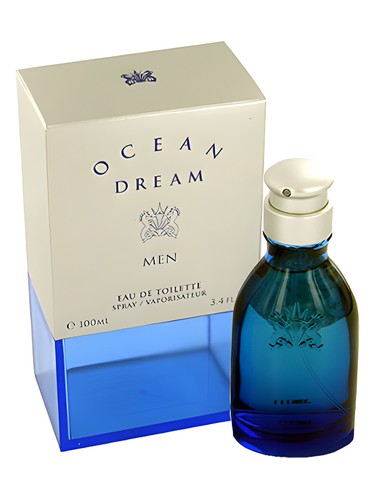 OCEAN
DREAM
MEN
EAU DE TOILETTE
SPRAY / VAPORISATEUR
℮ 100ML 3.4 FL